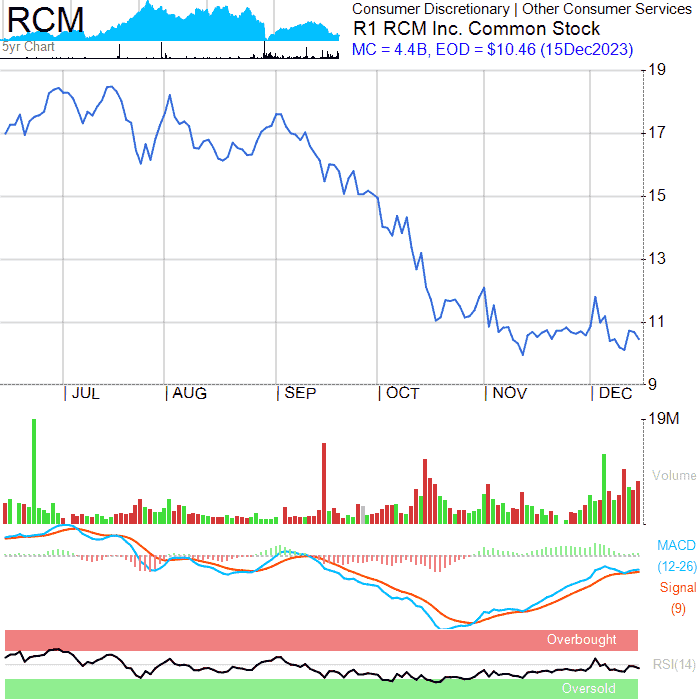 RCM
5yr Chart
Consumer Discretionary | Other Consumer Services
R1 RCM Inc. Common Stock
MC = 4.4B, EOD = $10.46 (15Dec2023)
19
17
15
13
11
9
| JUL | AUG | SEP | OCT | NOV | DEC
19M
Volume
MACD
(12-26)
Signal
(9)
Overbought
RSI(14)
Oversold